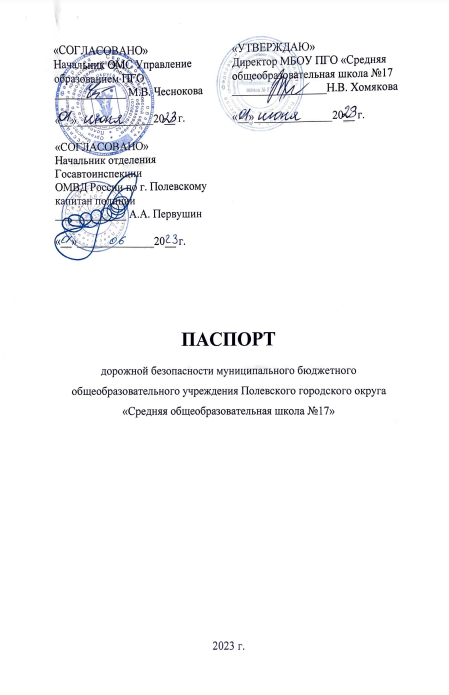 «СОГЛАСОВАНО»
Начальник ОМС Управление
образованием ПГО
М.В. Чеснокова
«01» июня 2023 г.
«УТВЕРЖДАЮ»
Директор МБОУ ПГО «Средняя
общеобразовательная школа №17
Н.В. Хомякова
«01» июня 2023 г.
«СОГЛАСОВАНО»
Начальник отделения
Госавтоинспекции
ОМВД России по г. Полевскому
капитан полиции
А.А. Первушин
06 2023 г.
ПАСПОРТ
дорожной безопасности муниципального бюджетного
общеобразовательного учреждения Полевского городского округа
«Средняя общеобразовательная школа №17»
2023 г.